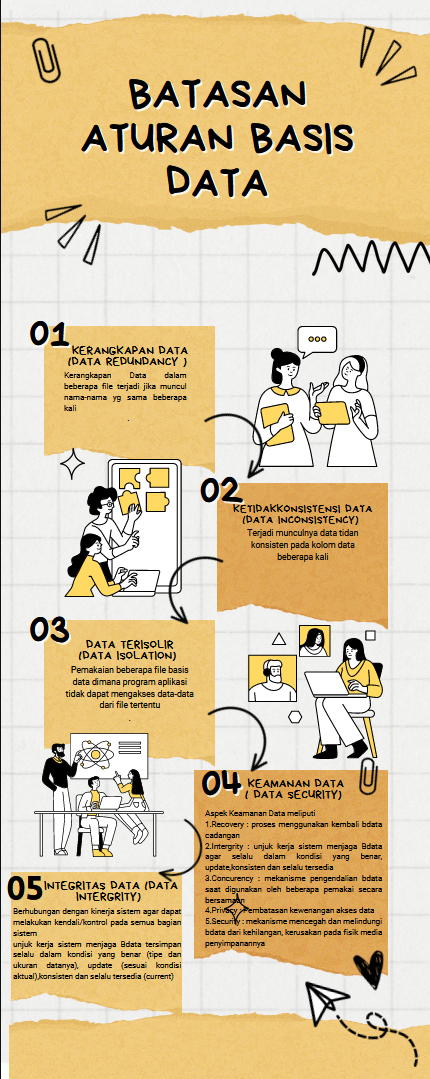 BATASAN
ATURAN BASIS
DATA
01
KERANGKAPAN DATA
(DATA REDUNDANCY )
Kerangkapan Data dalam
beberapa file terjadi jika muncul
nama-nama yg sama beberapa
kali
.
02
KETIDAKKONSISTENSI DATA
(DATA INCONSISTENCY)
Terjadi munculnya data tidan
konsisten pada kolom data
beberapa kali
03
DATA TERISOLIR
(DATA ISOLATION)
Pemakaian beberapa file basis
data dimana program aplikasi
tidak dapat mengakses data-data
dari file tertentu
.
04
KEAMANAN DATA
( DATA SECURITY)
Aspek Keamanan Data meliputi
1.Recovery : proses menggunakan kembali bdata
cadangan
2.Intergrity : unjuk kerja sistem menjaga Bdata
agar selalu dalam kondisi yang benar,
update,konsisten dan selalu tersedia
3.Concurency : mekanisme pengendalian bdata
saat digunakan oleh beberapa pemakai secara
bersamaan
4.Privacy : Pembatasan kewenangan akses data
5.Security : mekanisme mencegah dan melindungi
bdata dari kehilangan, kerusakan pada fisik media
penyimpanannya
05
INTEGRITAS DATA (DATA
INTERGRITY)
Berhubungan dengan kinerja sistem agar dapat
melakukan kendali/kontrol pada semua bagian
sistem
unjuk kerja sistem menjaga Bdata tersimpan
selalu dalam kondisi yang benar (tipe dan
ukuran datanya), update (sesuai kondisi
aktual),konsisten dan selalu tersedia (current)